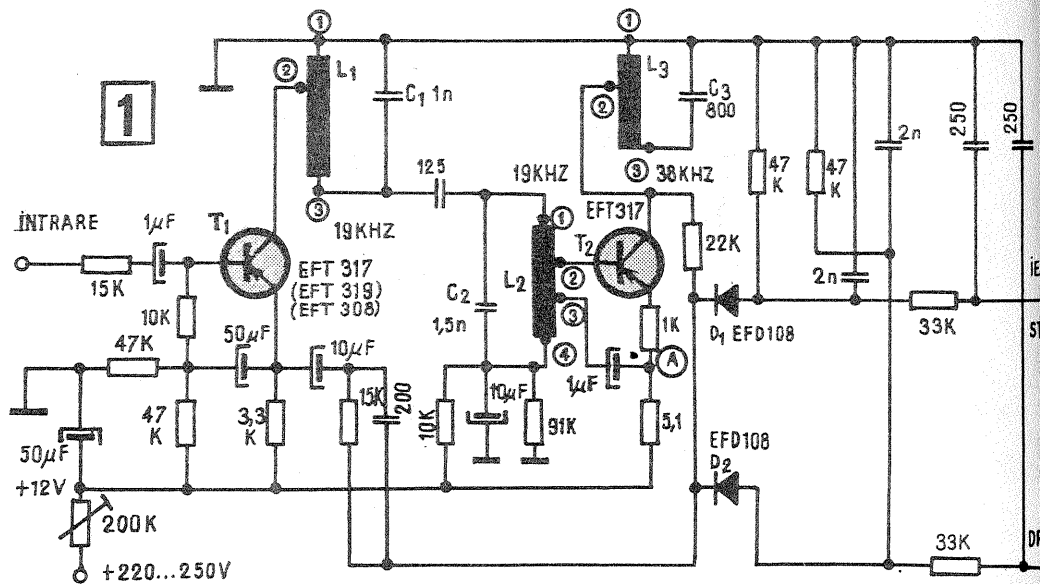 1
①
②
L₁
C₁ 1n
③
19KHZ
125
①
L₃
②
C₃
800
③ 38KHZ
19KHZ
EFT317
T₂
①
②
③
④
L₂
C₂
1,5n
22K
47
K
47
K
2n
2n
250
250
İNTRARE
15K
1µF
T₁
EFT 317
(EFT 319)
(EFT 308)
10K
47K
50µF
10µF
47
K
3,3
K
15K
200
10K
10µF
91K
1µF
1K
A
5,1
D₁ EFD108
33K
EFD108
D₂
33K
50µF
+12V
200K
+220...250V